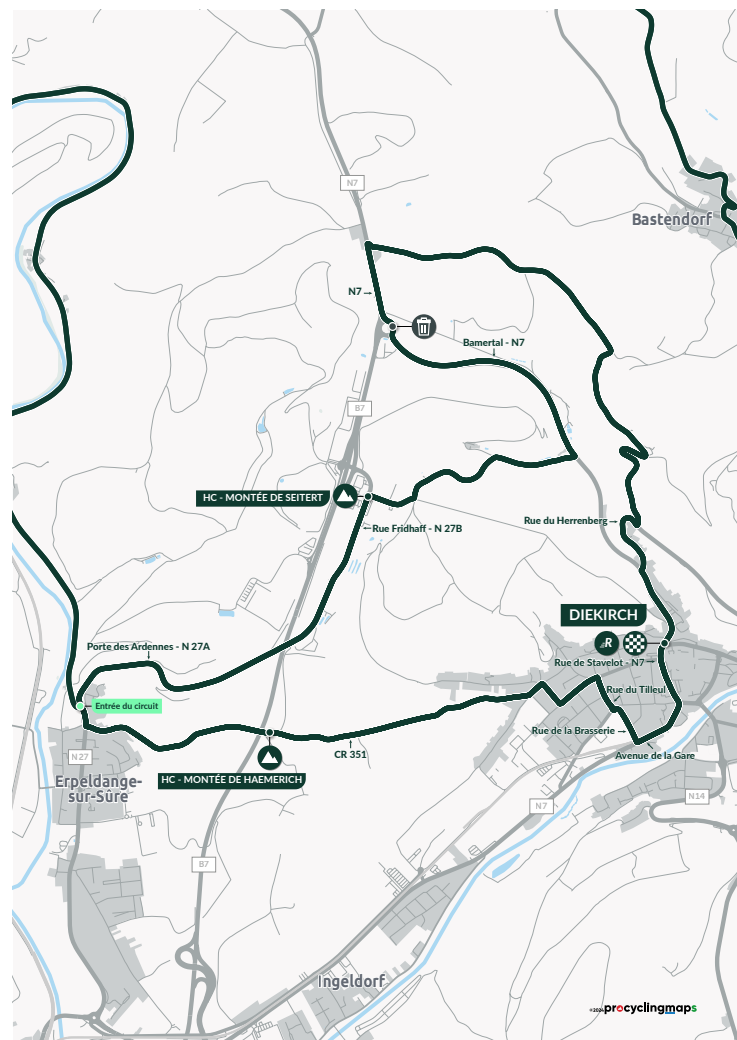 N7
Bastendorf
N7
Bamertal - N7
B7
HC - MONTÉE DE SEITERT
Rue Fridhaff - N 27B
Rue du Herrenberg
DIEKIRCH
R
Porte des Ardennes - N 27A
Rue de Stavelot - N7
Rue du Tilleul
Entrée du circuit
Rue de la Brasserie
Avenue de la Gare
CR 351
N27
HC - MONTÉE DE HAEMERICH
Erpeldange-
sur-Sûre
N14
N7
B7
Ingeldorf
©2024 procyclingmaps